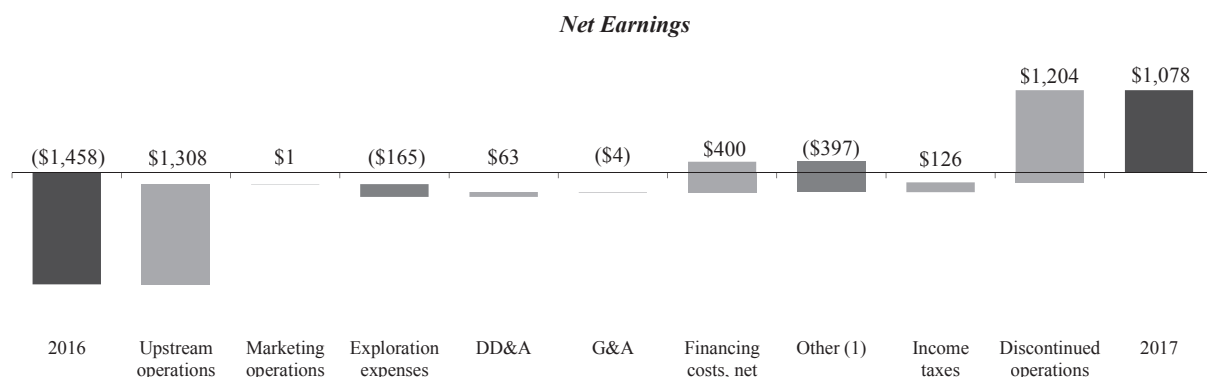 Net Earnings
$1,204 $1,078
($1,458) $1,308 $1 ($165) $63 ($4) $400 ($397) $126
2016 Upstream Marketing Exploration DD&A G&A Financing Other (1) Income Discontinued 2017
operations operations expenses costs, net taxes operations